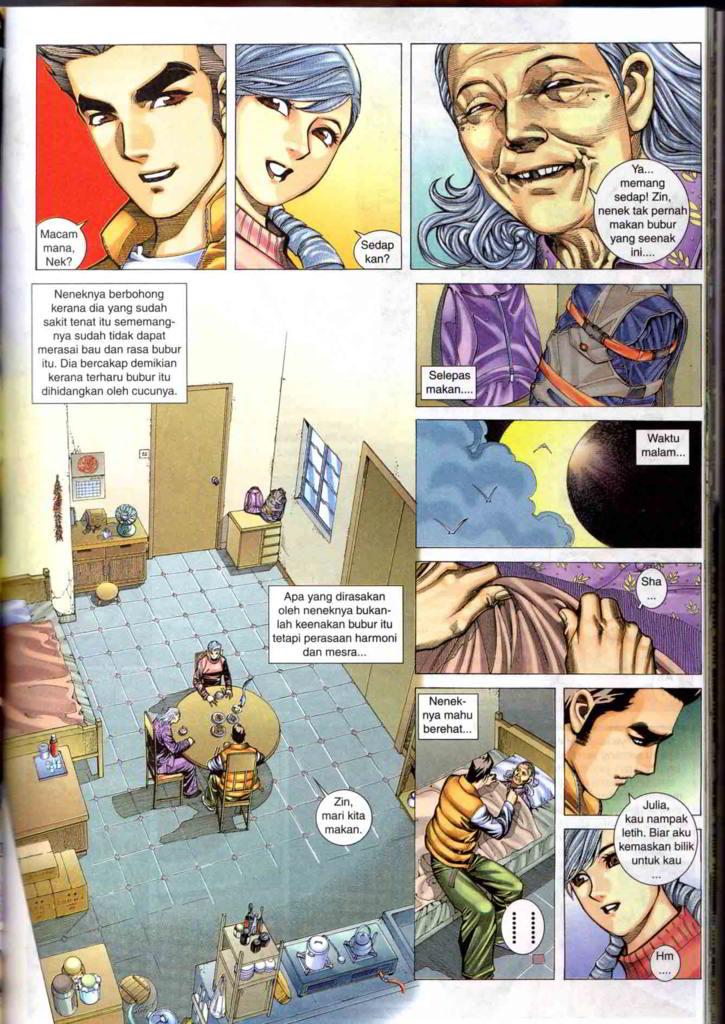 Macam
mana,
Nek?
Sedap
kan?
Ya...
memang
sedap! Zin,
nenek tak pernah
makan bubur
yang seenak
ini....
Neneknya berbohong
kerana dia yang sudah
sakit tenat itu sememang-
nya sudah tidak dapat
merasai bau dan rasa bubur
itu. Dia bercakap demikian
kerana terharu bubur itu
dihidangkan oleh cucunya.
Apa yang dirasakan
oleh neneknya bukan-
lah keenakan bubur itu
tetapi perasaan harmoni
dan mesra...
Zin,
mari kita
makan.
Selepas
makan....
Waktu
malam...
Sha
...
Nenek-
nya mahu
berehat...
Julia,
kau nampak
letih. Biar aku
kemaskan bilik
untuk kau
...
Hm
....